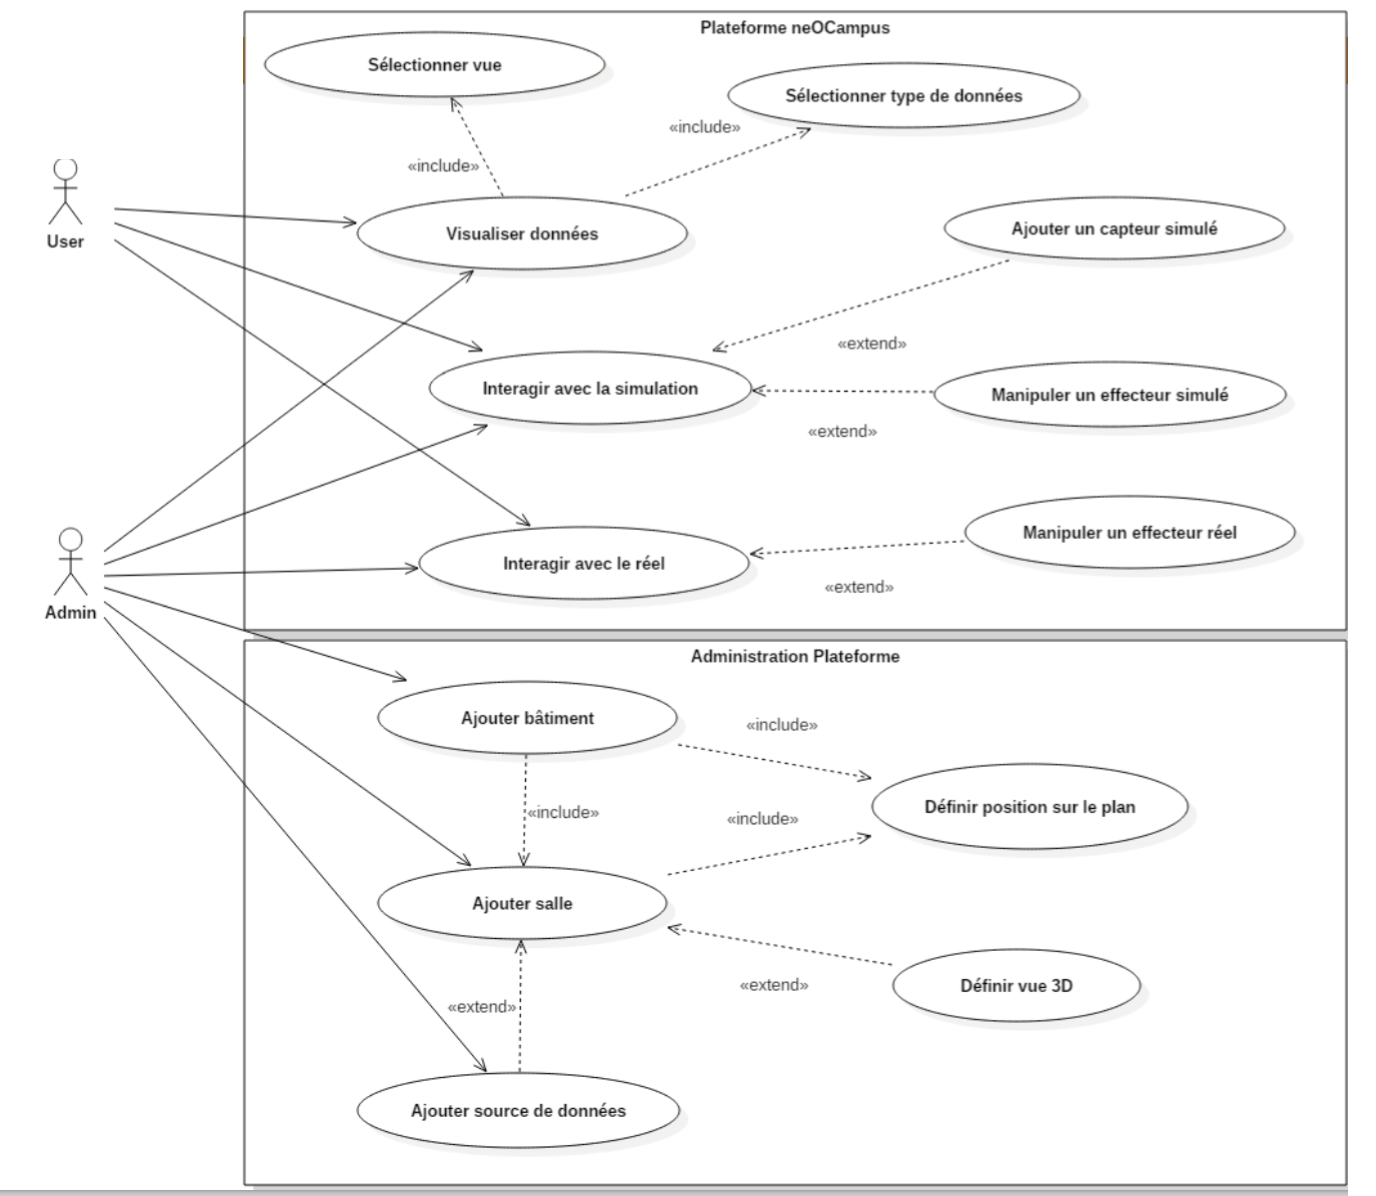 Plateforme neOCampus
Sélectionner vue
Sélectionner type de données
«include»
«include»
User
Visualiser données
Ajouter un capteur simulé
«extend»
Interagir avec la simulation
Manipuler un effecteur simulé
«extend»
Manipuler un effecteur réel
Interagir avec le réel
«extend»
Admin
Administration Plateforme
Ajouter bâtiment
«include»
«include»
Définir position sur le plan
«include»
Ajouter salle
«extend»
Définir vue 3D
«extend»
Ajouter source de données